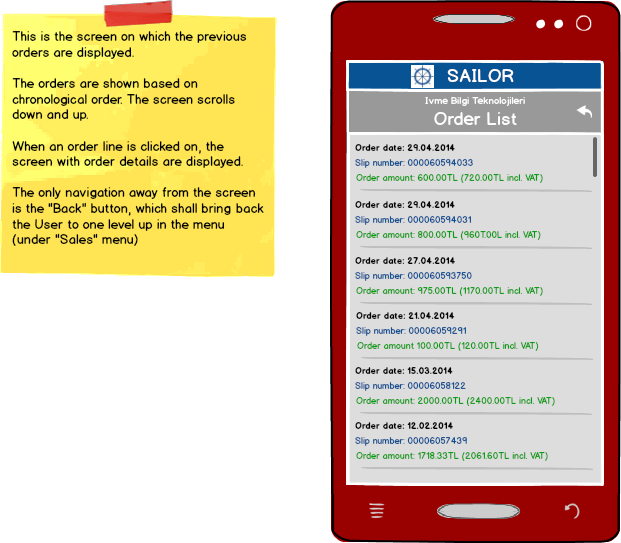 This is the screen on which the previous
orders are displayed.
The orders are shown based on
chronological order. The screen scrolls
down and up.
When an order line is clicked on, the
screen with order details are displayed.
The only navigation away from the screen
is the "Back" button, which shall bring back
the User to one level up in the menu
(under "Sales" menu)
SAILOR
Ivme Bilgi Teknolojileri
Order List
Order date: 29.04.2014
Slip number: 000060594033
Order amount: 600.00TL (720.00TL incl. VAT)
Order date: 29.04.2014
Slip number: 000060594031
Order amount: 800.00TL (960T.00L incl. VAT)
Order date: 27.04.2014
Slip number: 000060593750
Order amount: 975.00TL (1170.00TL incl. VAT)
Order date: 21.04.2014
Slip number: 00006059291
Order amount 100.00TL (120.00TL incl. VAT)
Order date: 15.03.2014
Slip number: 00006058122
Order amount: 2000.00TL (2400.00TL incl. VAT)
Order date: 12.02.2014
Slip number: 00006057439
Order amount: 1718.33TL (2061.60TL incl. VAT)